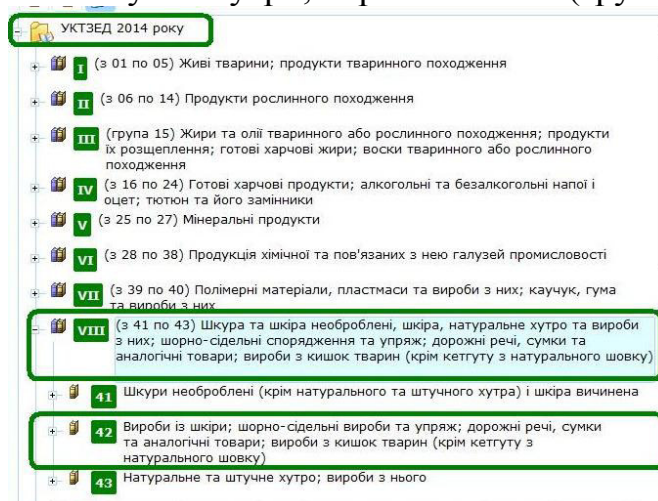 УКТЗЕД 2014 року
I (з 01 по 05) Живі тварини; продукти тваринного походження
II (з 06 по 14) Продукти рослинного походження
III (група 15) Жири та олії тваринного або рослинного походження; продукти
їх розщеплення; готові харчові жири; воски тваринного або рослинного
походження
IV (з 16 по 24) Готові харчові продукти; алкогольні та безалкогольні напої і
оцет; тютюн та його замінники
V (з 25 по 27) Мінеральні продукти
VI (з 28 по 38) Продукція хімічної та пов'язаних з нею галузей промисловості
VII (з 39 по 40) Полімерні матеріали, пластмаси та вироби з них; каучук, гума
та вироби з них
VIII (з 41 по 43) Шкура та шкіра необроблені, шкіра, натуральне хутро та вироби
з них; шорно-сідельні спорядження та упряж; дорожні речі, сумки та
аналогічні товари; вироби з кишок тварин (крім кетгуту з натурального шовку)
41 Шкури необроблені (крім натурального та штучного хутра) і шкіра вичинена
42 Вироби із шкіри; шорно-сідельні вироби та упряж; дорожні речі, сумки
та аналогічні товари; вироби з кишок тварин (крім кетгуту з
натурального шовку)
43 Натуральне та штучне хутро; вироби з нього